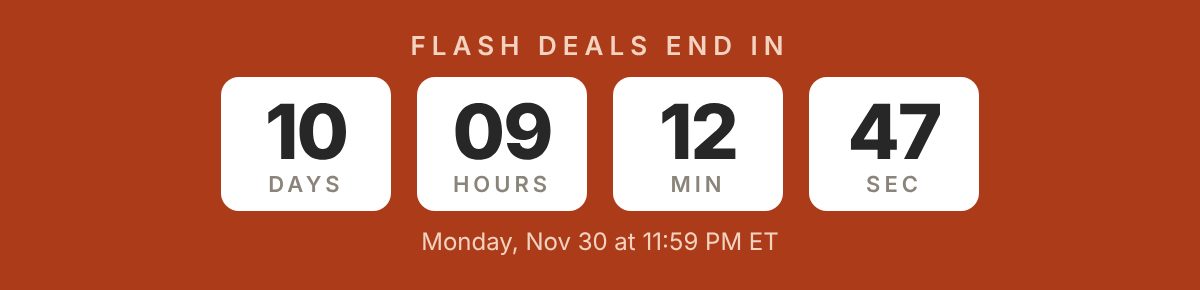 FLASH DEALS END IN
10 09 12 47
DAYS HOURS MIN SEC
Monday, Nov 30 at 11:59 PM ET